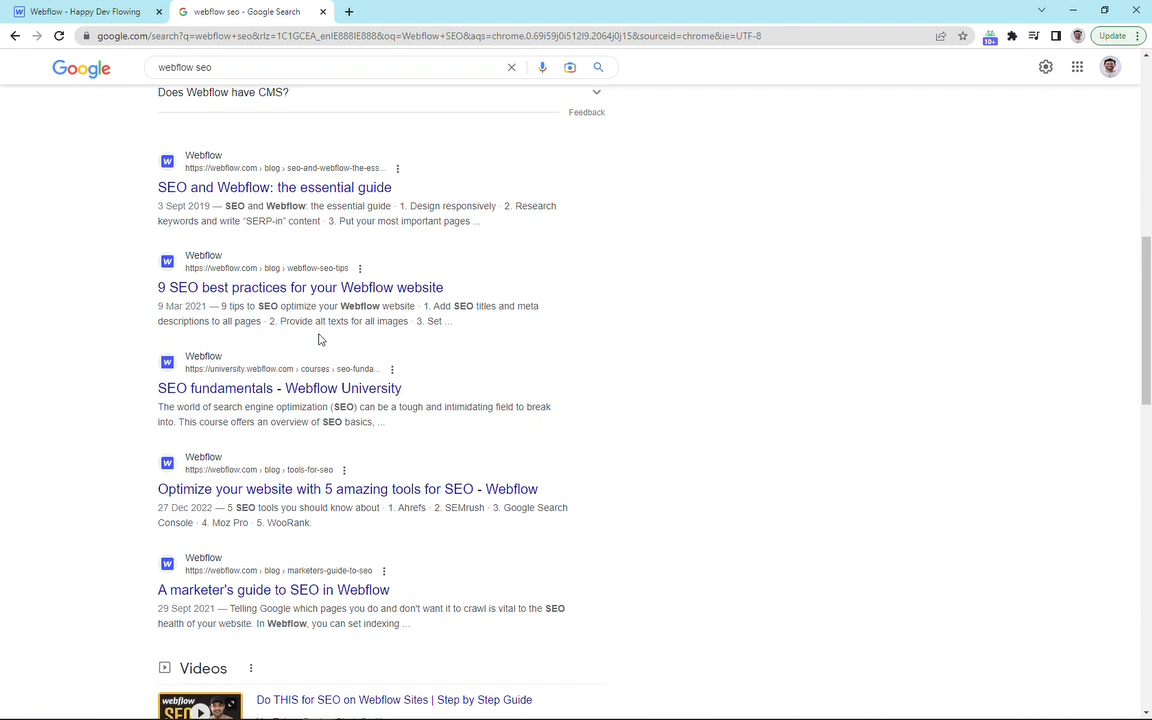 Webflow - Happy Dev Flowing
webflow seo - Google Search
google.com/search?q=webflow+seo&rlz=1C1GCEA_enIE888IE888&oq=Webflow+SEO&aqs=chrome.0.69i59j0i512l9.2064j0j15&sourceid=chrome&ie=UTF-8
10+
Update
Google
webflow seo
Does Webflow have CMS?
Feedback
Webflow
https://webflow.com › blog › seo-and-webflow-the-ess...
SEO and Webflow: the essential guide
3 Sept 2019 — SEO and Webflow: the essential guide · 1. Design responsively · 2. Research
keywords and write “SERP-in” content · 3. Put your most important pages ...
Webflow
https://webflow.com › blog › webflow-seo-tips
9 SEO best practices for your Webflow website
9 Mar 2021 — 9 tips to SEO optimize your Webflow website · 1. Add SEO titles and meta
descriptions to all pages · 2. Provide alt texts for all images · 3. Set ...
Webflow
https://university.webflow.com › courses › seo-funda...
SEO fundamentals - Webflow University
The world of search engine optimization (SEO) can be a tough and intimidating field to break
into. This course offers an overview of SEO basics, ...
Webflow
https://webflow.com › blog › tools-for-seo
Optimize your website with 5 amazing tools for SEO - Webflow
27 Dec 2022 — 5 SEO tools you should know about · 1. Ahrefs · 2. SEMrush · 3. Google Search
Console · 4. Moz Pro · 5. WooRank.
Webflow
https://webflow.com › blog › marketers-guide-to-seo
A marketer's guide to SEO in Webflow
29 Sept 2021 — Telling Google which pages you do and don't want it to crawl is vital to the SEO
health of your website. In Webflow, you can set indexing ...
Videos
webflow
SEO
Do THIS for SEO on Webflow Sites | Step by Step Guide